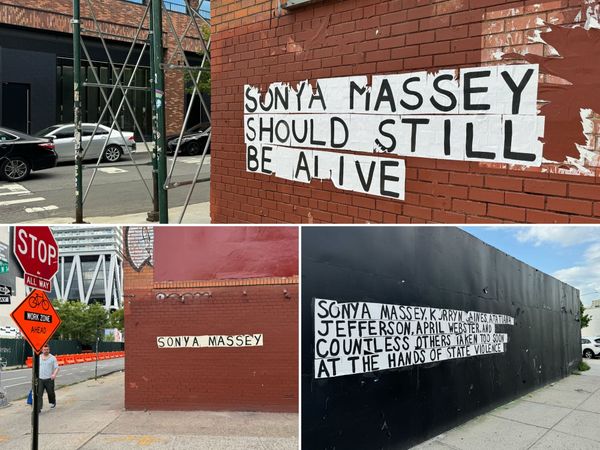 SONYA MASSEY
SHOULD STILL
BE ALIVE
STOP
ALL WAY
WORK ZONE
AHEAD
SONYA MASSEY
SONYA MASSEY, KORRYN GAINES, ATATIANA
JEFFERSON, APRIL WEBSTER, AND
COUNTLESS OTHERS TAKEN TOO SOON
AT THE HANDS OF STATE VIOLENCE